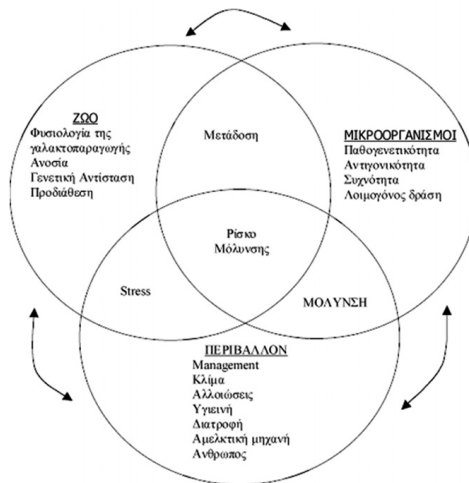 ΖΩΟ
Φυσιολογία της
γαλακτοπαραγωγής
Ανοσία
Γενετική Αντίσταση
Προδιάθεση
Μετάδοση
ΜΙΚΡΟΟΡΓΑΝΙΣΜΟΙ
Παθογενετικότητα
Αντιγονικότητα
Συχνότητα
Λοιμογόνος δράση
Ρίσκο
Μόλυνσης
Stress
ΜΟΛΥΝΣΗ
ΠΕΡΙΒΑΛΛΟΝ
Management
Κλίμα
Αλλοιώσεις
Υγιεινή
Διατροφή
Αμελκτική μηχανή
Ανθρωπος